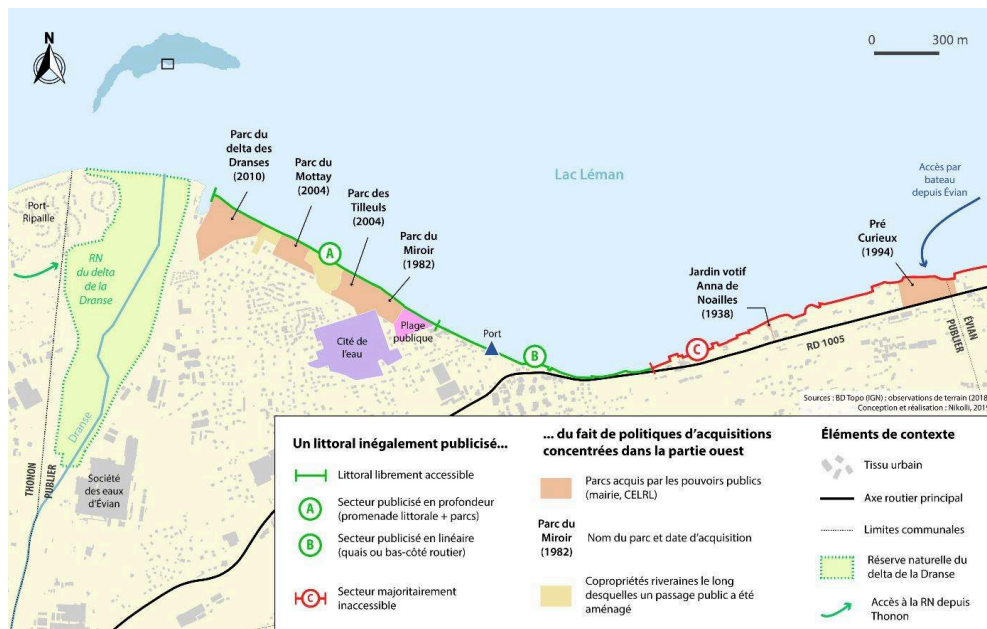 N
0 300 m
Parc du
delta des
Dranses
(2010)
Parc du
Mottay
(2004)
Parc des
Tilleuls
(2004)
Parc du
Miroir
(1982)
Lac Léman
Accès par
bateau
depuis Évian
Pré
Curieux
(1994)
Jardin votif
Anna de
Noailles
(1938)
Port-
Ripaille
RN
du delta
de la
Dranse
A
Cité de
l'eau
Plage
publique
Port
B
C
RD 1005
ÉVIAN
PUBLIER
Dranse
THONON
PUBLIER
Société
des eaux
d'Évian
Sources : BD Topo (IGN) ; observations de terrain (2018)
Conception et réalisation : Nikolli, 2019
Un littoral inégalement publicisé...
Littoral librement accessible
A
Secteur publicisé en profondeur
(promenade littorale + parcs)
B
Secteur publicisé en linéaire
(quais ou bas-côté routier)
C
Secteur majoritairement
inaccessible
... du fait de politiques d'acquisitions
concentrées dans la partie ouest
Parcs acquis par les pouvoirs publics
(mairie, CELRL)
Parc du
Miroir
(1982)
Nom du parc et date d'acquisition
Copropriétés riveraines le long
desquelles un passage public a été
aménagé
Éléments de contexte
Tissu urbain
Axe routier principal
Limites communales
Réserve naturelle du
delta de la Dranse
Accès à la RN depuis
Thonon